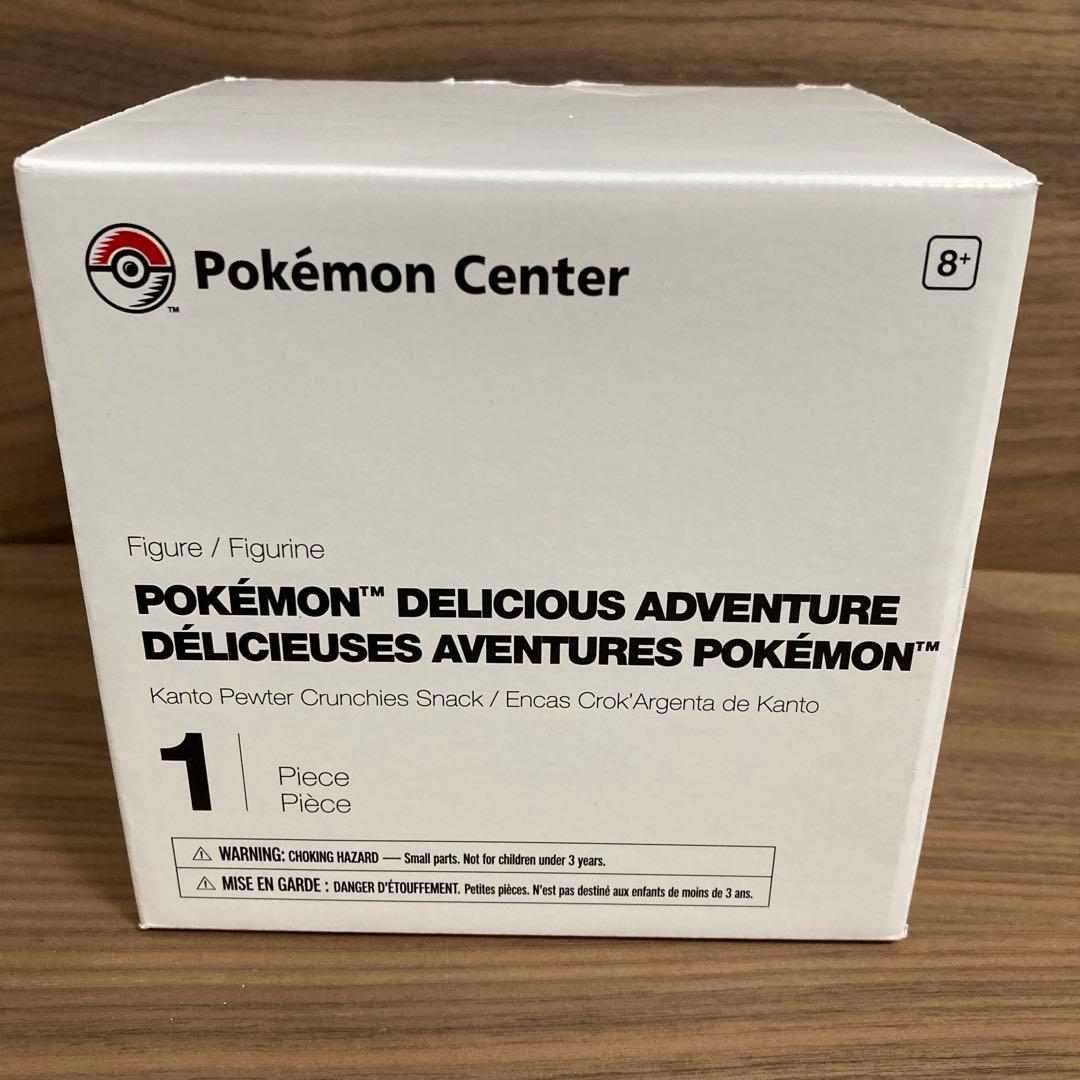 Pokémon Center
TM
8+
Figure / Figurine
POKÉMON™ DELICIOUS ADVENTURE
DÉLICIEUSES AVENTURES POKÉMON™
Kanto Pewter Crunchies Snack / Encas Crok'Argenta de Kanto
1
Piece
Pièce
⚠ WARNING: CHOKING HAZARD — Small parts. Not for children under 3 years.
⚠ MISE EN GARDE : DANGER D'ÉTOUFFEMENT. Petites pièces. N'est pas destiné aux enfants de moins de 3 ans.